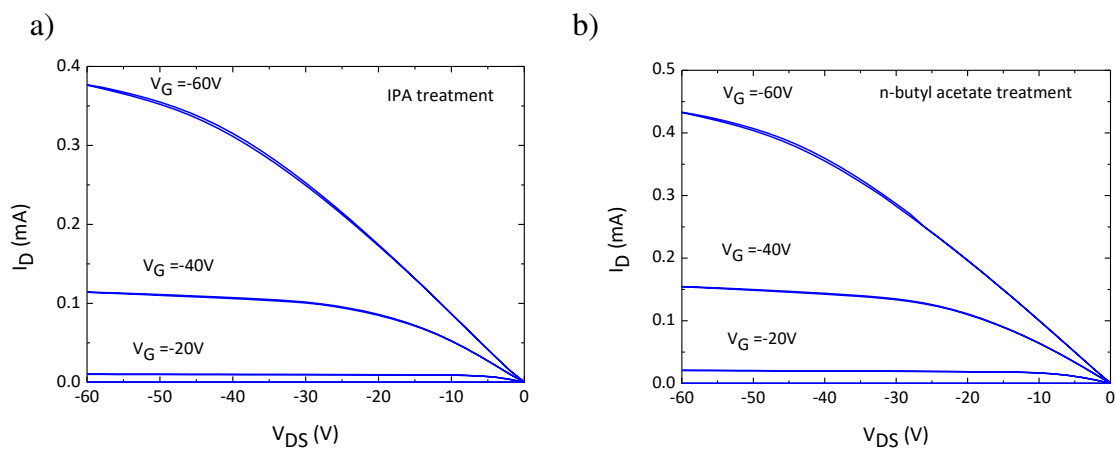 a)
V_G =-60V
IPA treatment
V_G =-40V
V_G =-20V
0.4
0.3
0.2
0.1
0.0
I_D (mA)
-60 -50 -40 -30 -20 -10 0
V_DS (V)
b)
V_G =-60V
n-butyl acetate treatment
V_G =-40V
V_G =-20V
0.5
0.4
0.3
0.2
0.1
0.0
I_D (mA)
-60 -50 -40 -30 -20 -10 0
V_DS (V)